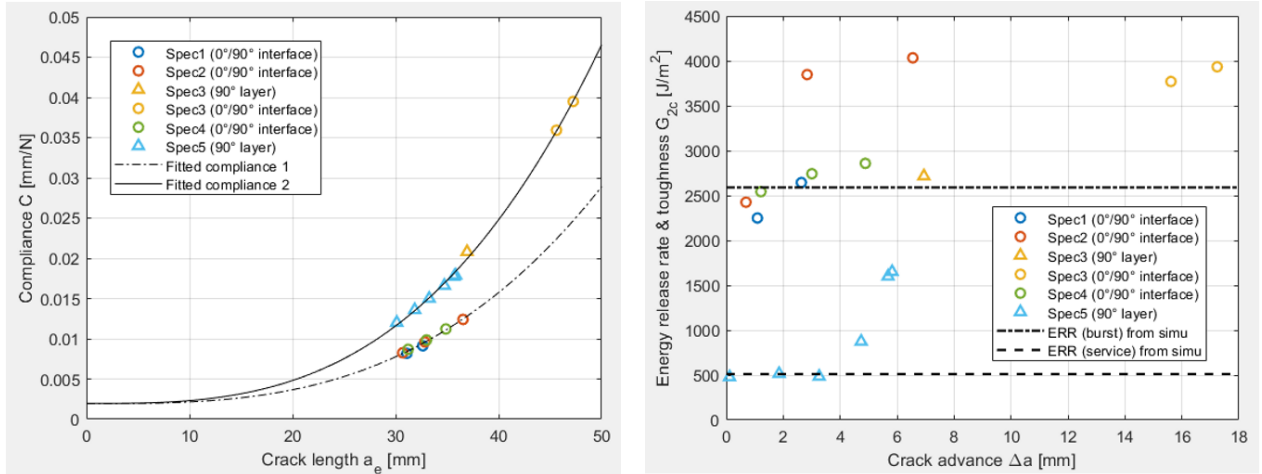 0.05
0.045
0.04
0.035
0.03
0.025
0.02
0.015
0.01
0.005
0
Compliance C [mm/N]
Spec1 (0°/90° interface)
Spec2 (0°/90° interface)
Spec3 (90° layer)
Spec3 (0°/90° interface)
Spec4 (0°/90° interface)
Spec5 (90° layer)
Fitted compliance 1
Fitted compliance 2
0 10 20 30 40 50
Crack length a_e [mm]
4500
4000
3500
3000
2500
2000
1500
1000
500
0
Energy release rate & toughness G_2c [J/m²]
Spec1 (0°/90° interface)
Spec2 (0°/90° interface)
Spec3 (90° layer)
Spec3 (0°/90° interface)
Spec4 (0°/90° interface)
Spec5 (90° layer)
ERR (burst) from simu
ERR (service) from simu
0 2 4 6 8 10 12 14 16 18
Crack advance Δa [mm]